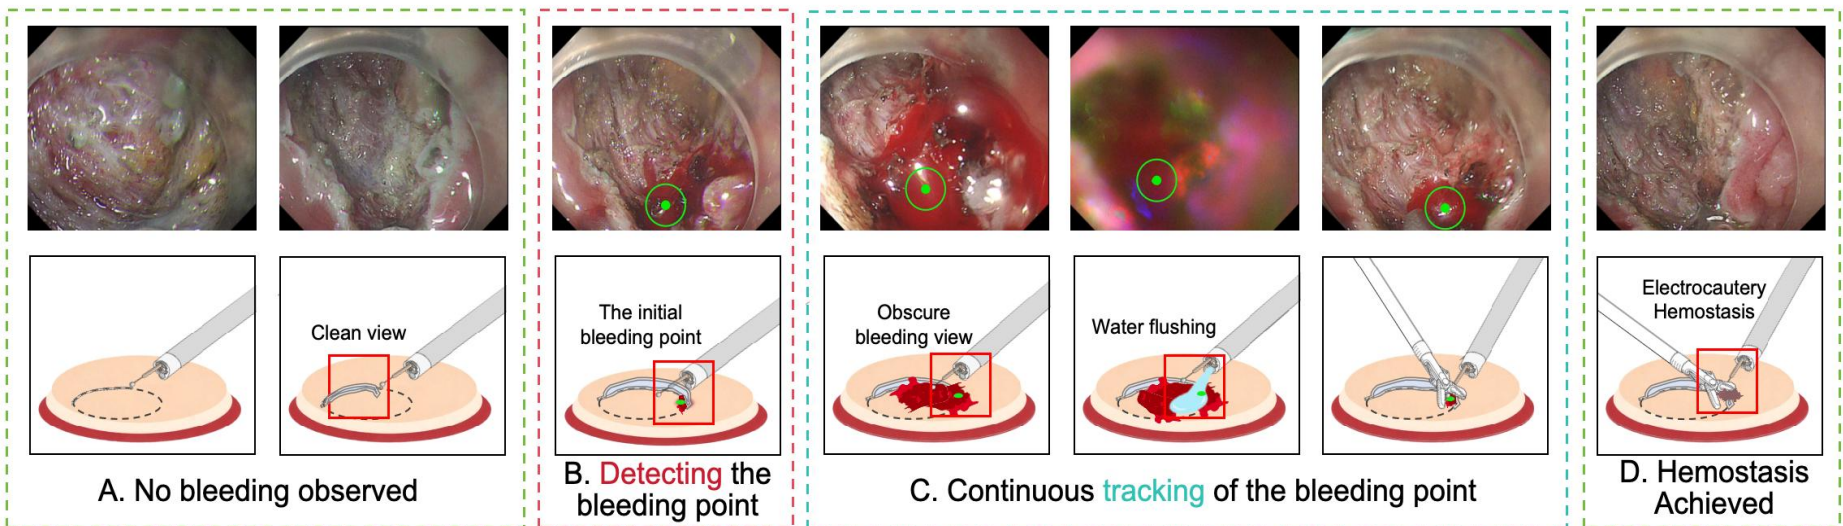 Clean view
The initial
bleeding point
Obscure
bleeding view
Water flushing
Electrocautery
Hemostasis
A. No bleeding observed
B. Detecting the
bleeding point
C. Continuous tracking of the bleeding point
D. Hemostasis
Achieved